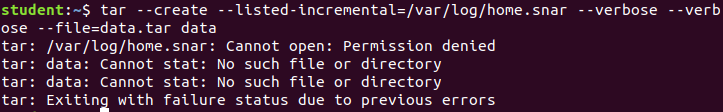 student:~$ tar --create --listed-incremental=/var/log/home.snar --verbose --verb
ose --file=data.tar data
tar: /var/log/home.snar: Cannot open: Permission denied
tar: data: Cannot stat: No such file or directory
tar: data: Cannot stat: No such file or directory
tar: Exiting with failure status due to previous errors